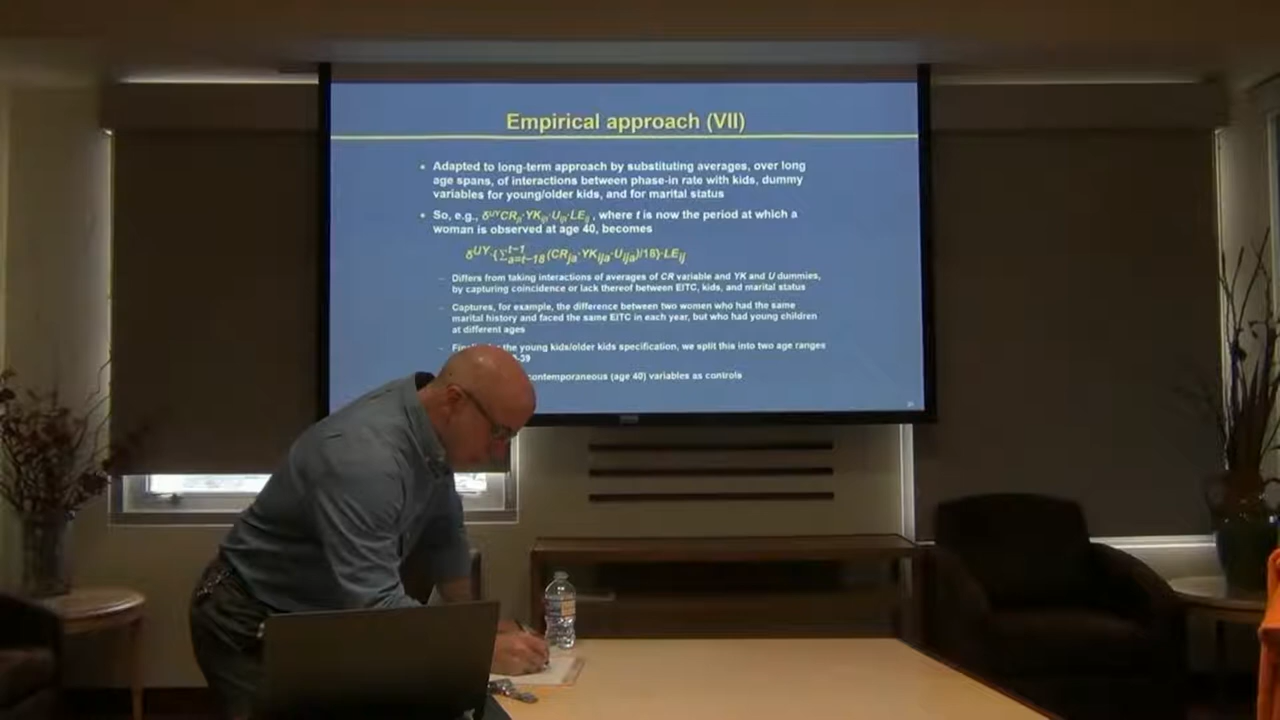 Empirical approach (VII)
• Adapted to long-term approach by substituting averages, over long
age spans, of interactions between phase-in rate with kids, dummy
variables for young/older kids, and for marital status
• So, e.g., δ^UY CR_jt·YK_ijt·U_ijt·LE_ij , where t is now the period at which a
woman is observed at age 40, becomes
δ^UY·{∑_{a=t−18}^{t−1}(CR_ja·YK_ija·U_ija)/18}·LE_ij
– Differs from taking interactions of averages of CR variable and YK and U dummies,
by capturing coincidence or lack thereof between EITC, kids, and marital status
– Captures, for example, the difference between two women who had the same
marital history and faced the same EITC in each year, but who had young children
at different ages
– the young kids/older kids specification, we split this into two age ranges
-39
contemporaneous (age 40) variables as controls